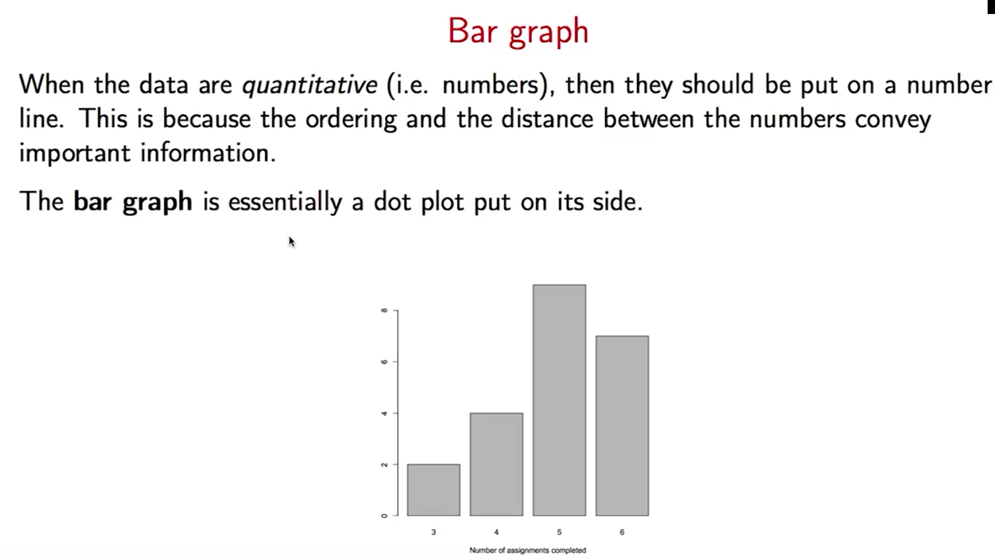 Bar graph
When the data are quantitative (i.e. numbers), then they should be put on a number
line. This is because the ordering and the distance between the numbers convey
important information.
The bar graph is essentially a dot plot put on its side.
8
6
4
2
0
3 4 5 6
Number of assignments completed